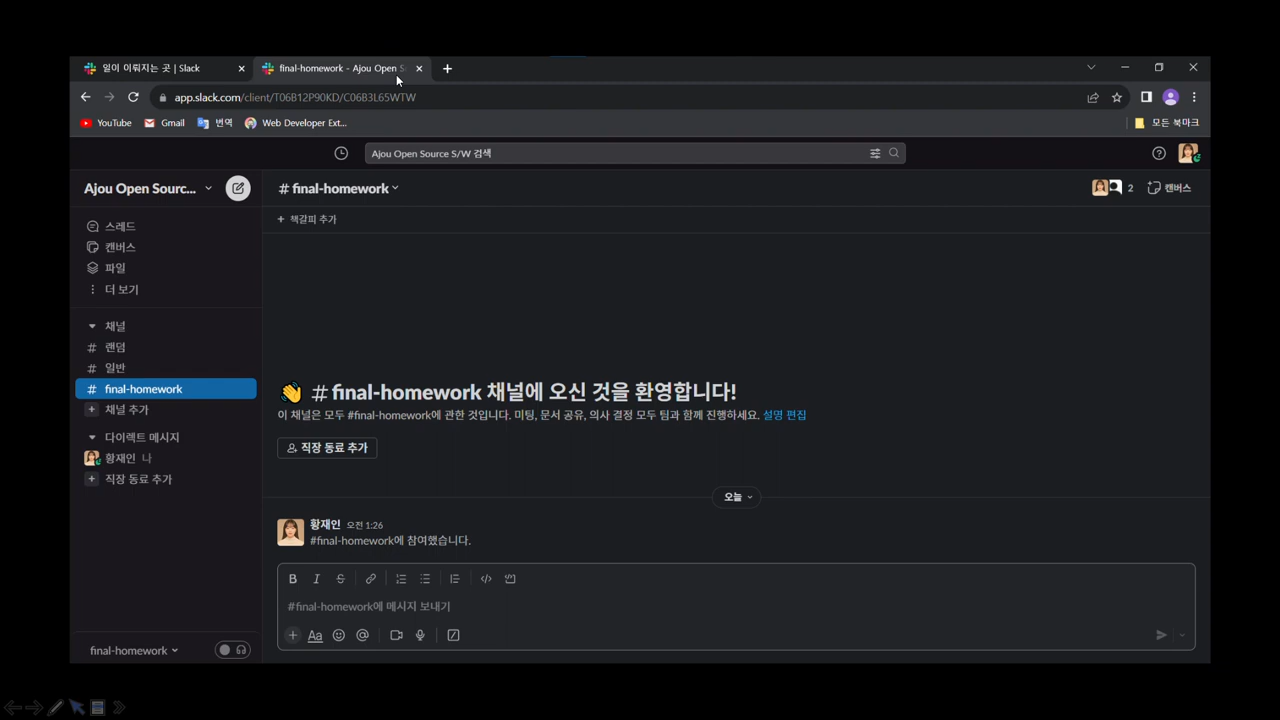 일이 이뤄지는 곳 | Slack
final-homework - Ajou Open S
app.slack.com/client/T06B12P90KD/C06B3L65WTW
YouTube
Gmail
번역
Web Developer Ext...
모든 북마크
Ajou Open Source S/W 검색
Ajou Open Sourc...
# final-homework
2
캔버스
+ 책갈피 추가
스레드
캔버스
파일
더 보기
채널
# 랜덤
# 일반
# final-homework
+ 채널 추가
다이렉트 메시지
황재인 나
+ 직장 동료 추가
👋 # final-homework 채널에 오신 것을 환영합니다!
이 채널은 모두 #final-homework에 관한 것입니다. 미팅, 문서 공유, 의사 결정 모두 팀과 함께 진행하세요. 설명 편집
직장 동료 추가
오늘
황재인 오전 1:26
#final-homework에 참여했습니다.
B I S
#final-homework에 메시지 보내기
+ Aa @
final-homework